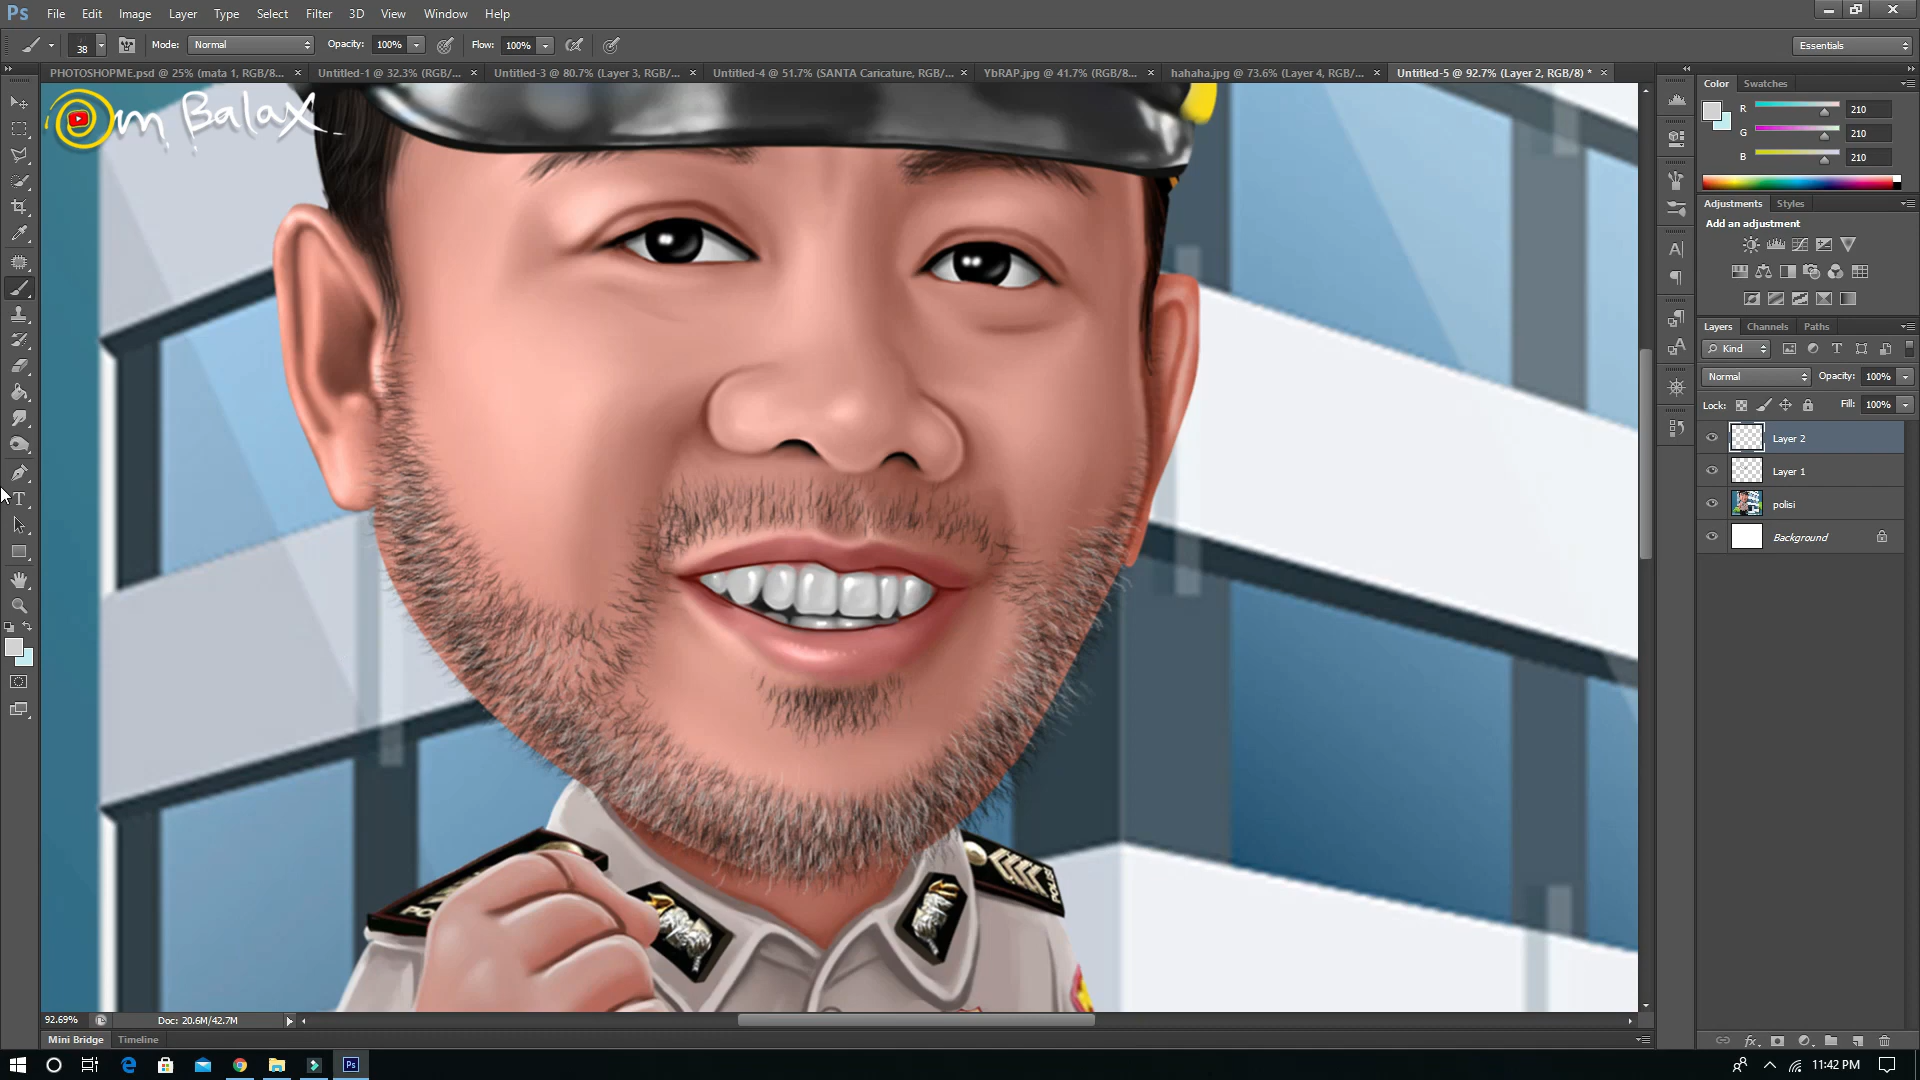 Ps File Edit Image Layer Type Select Filter 3D View Window Help
38 Mode: Normal Opacity: 100% Flow: 100% Essentials
PHOTOSHOPME.psd @ 25% (mata 1, RGB/8... × Untitled-1 @ 32.3% (RGB/... × Untitled-3 @ 80.7% (Layer 3, RGB/... × Untitled-4 @ 51.7% (SANTA Caricature, RGB/... × YbRAP.jpg @ 41.7% (RGB/8... × hahaha.jpg @ 73.6% (Layer 4, RGB/... × Untitled-5 @ 92.7% (Layer 2, RGB/8) * ×
Om Balax
Color Swatches
R 210
G 210
B 210
Adjustments Styles
Add an adjustment
Layers Channels Paths
Kind
Normal Opacity: 100%
Lock: Fill: 100%
Layer 2
Layer 1
polisi
Background
POLISI
92.69% Doc: 20.6M/42.7M
Mini Bridge Timeline
Ps 11:42 PM